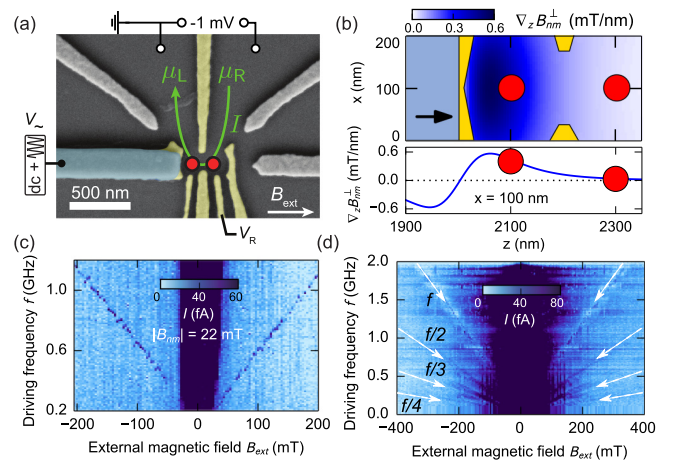 (a)
-1 mV
μL
μR
I
V~
dc +
500 nm
Bext
VR
(b)
∇zB⊥nm (mT/nm)
0.0 0.3 0.6
x (nm)
200
100
0
∇zB⊥nm (mT/nm)
0.6
0.0
−0.6
x = 100 nm
1900 2100 2300
z (nm)
(c)
Driving frequency f (GHz)
1.0
0.6
0.2
0 40 60
I (fA)
|Bnm| = 22 mT
−200 −100 0 100 200
External magnetic field Bext (mT)
(d)
Driving frequency f (GHz)
2.0
1.5
1.0
0.5
0.0
0 40 80
I (fA)
f
f/2
f/3
f/4
−400 −200 0 200 400
External magnetic field Bext (mT)